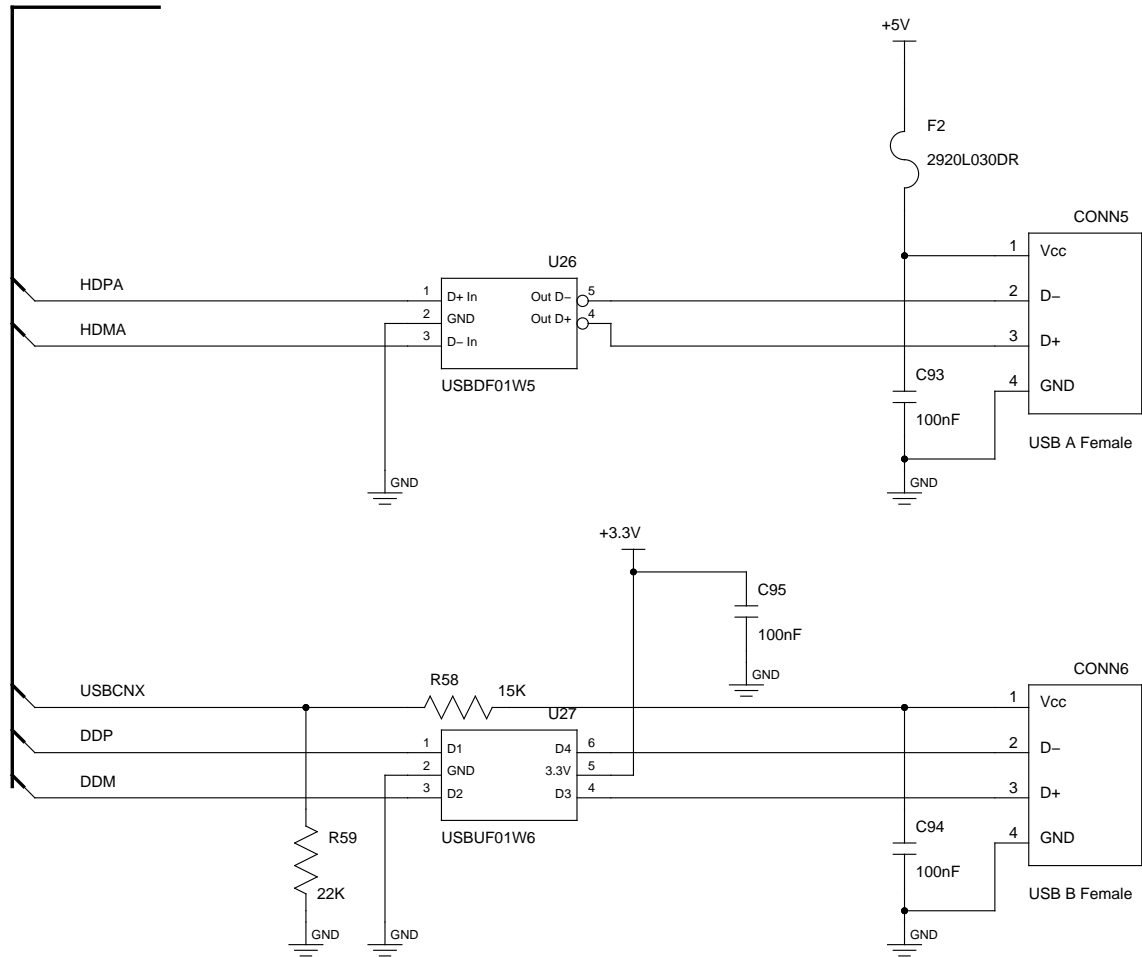 +5V
F2
2920L030DR
CONN5
1 Vcc
2 D−
3 D+
4 GND
USB A Female
C93
100nF
GND
HDPA
HDMA
U26
1 D+ In Out D− 5
2 GND Out D+ 4
3 D− In
USBDF01W5
GND
+3.3V
C95
100nF
GND
CONN6
1 Vcc
2 D−
3 D+
4 GND
USB B Female
USBCNX
R58
15K
U27
DDP
DDM
1 D1 D4 6
2 GND 3.3V 5
3 D2 D3 4
USBUF01W6
R59
22K
C94
100nF
GND
GND
GND